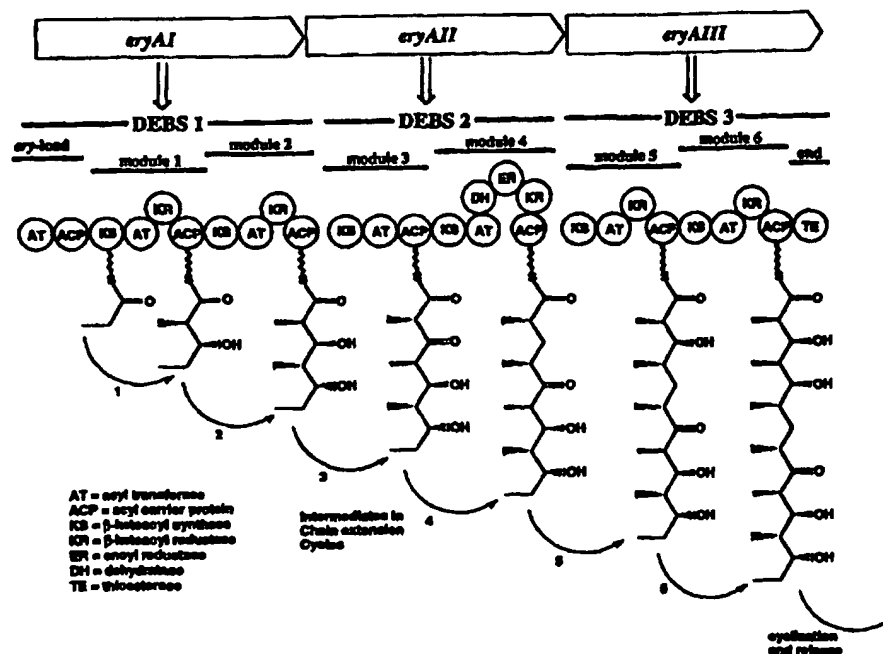 eryAI eryAII eryAIII
DEBS 1 DEBS 2 DEBS 3
ery-load module 1 module 2 module 3 module 4 module 5 module 6 end
AT ACP KS AT KR ACP KS AT KR ACP KS AT ACP KS AT DH ER KR ACP KS AT KR ACP KS AT KR ACP TE
S S S S S S S
O O O O O O O
OH OH O OH OH
OH OH O OH
OH OH O O
OH OH OH
OH OH
1 2 3 4 5 6
AT = acyl transferase
ACP = acyl carrier protein
KS = β-ketoacyl synthase
KR = β-ketoacyl reductase
ER = enoyl reductase
DH = dehydratase
TE = thioesterase
Intermediates in
Chain extension
Cycles
cyclisation
and release